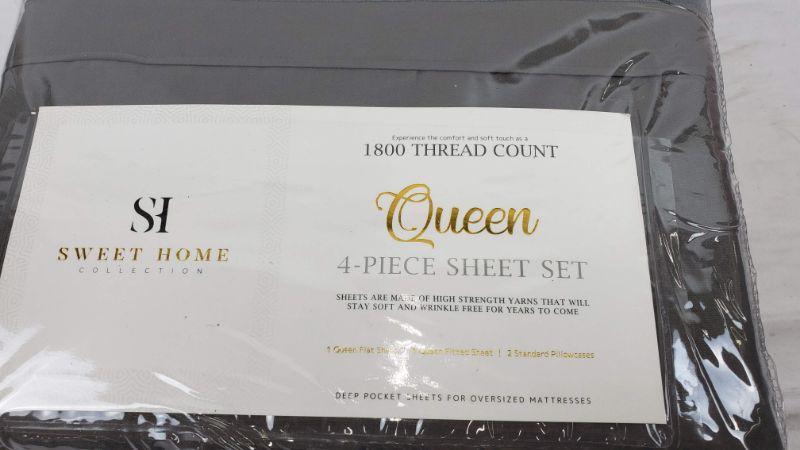 SH
SWEET HOME
COLLECTION
Experience the comfort and soft touch as a
1800 THREAD COUNT
Queen
4-PIECE SHEET SET
SHEETS ARE MADE OF HIGH STRENGTH YARNS THAT WILL
STAY SOFT AND WRINKLE FREE FOR YEARS TO COME
1 Queen Flat Sheet | 1 Queen Fitted Sheet | 2 Standard Pillowcases
DEEP POCKET SHEETS FOR OVERSIZED MATTRESSES